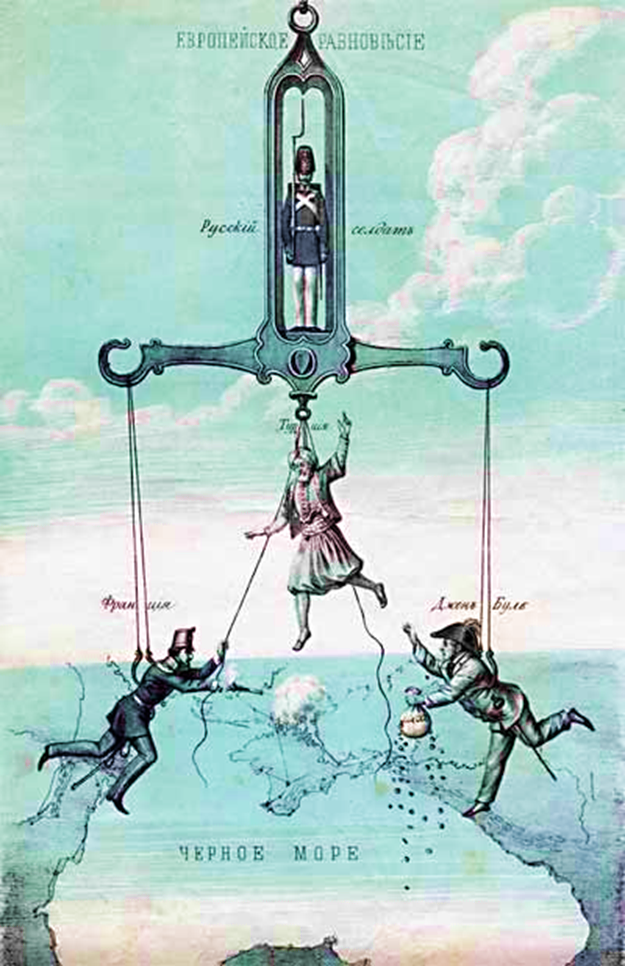 ЕВРОПЕЙСКОЕ РАВНОВѢСІЕ
Русскій солдатъ
Турція
Франція
Джонъ Буль
ЧЕРНОЕ МОРЕ